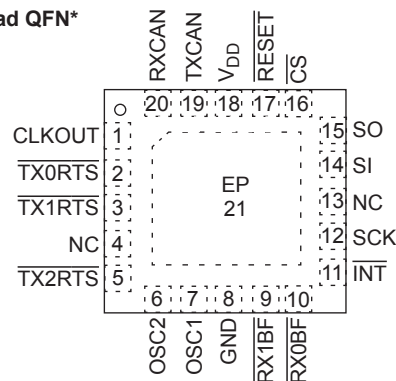 ad QFN*
RXCAN
TXCAN
VDD
RESET
CS
20 19 18 17 16
CLKOUT 1
TX0RTS 2
TX1RTS 3
NC 4
TX2RTS 5
EP
21
15 SO
14 SI
13 NC
12 SCK
11 INT
6 7 8 9 10
OSC2
OSC1
GND
RX1BF
RX0BF